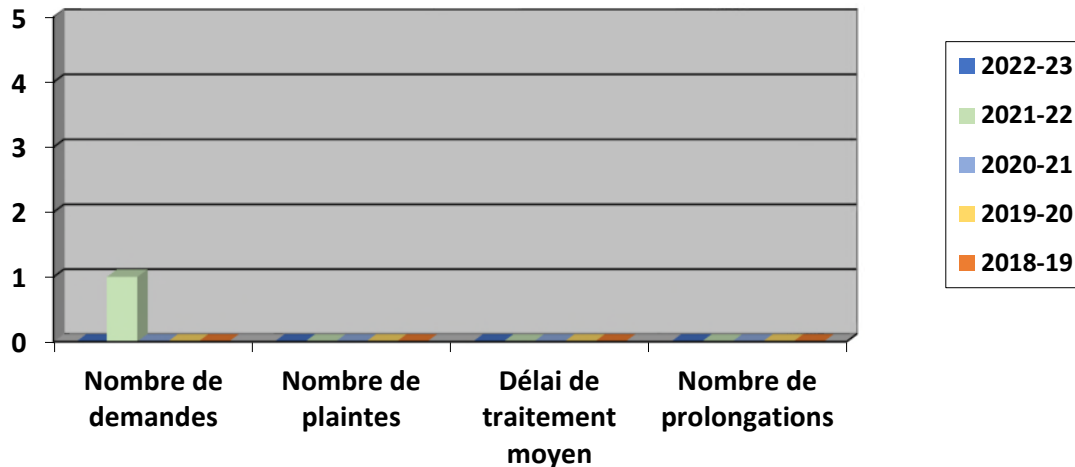 5
4
3
2
1
0
Nombre de
demandes
Nombre de
plaintes
Délai de
traitement
moyen
Nombre de
prolongations
2022-23
2021-22
2020-21
2019-20
2018-19